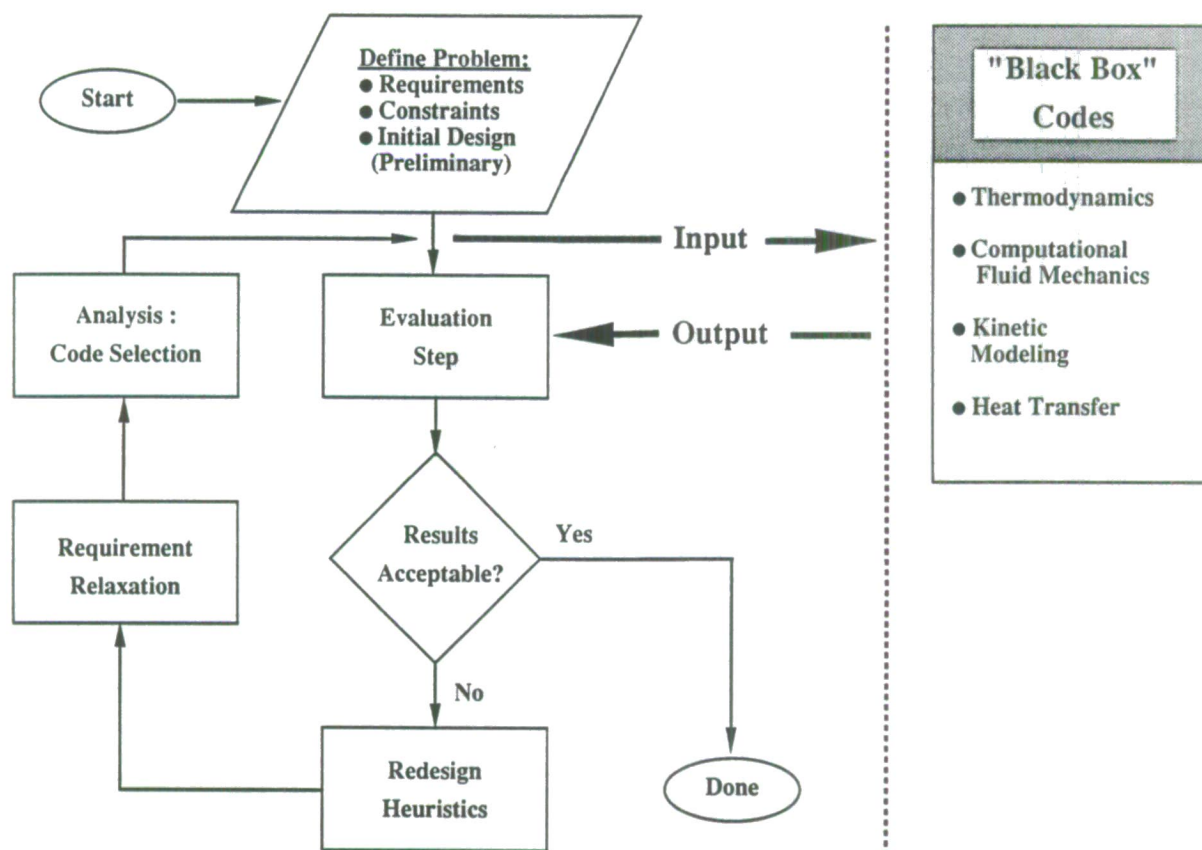 Start
Define Problem:
● Requirements
● Constraints
● Initial Design
(Preliminary)
Input
Output
Analysis :
Code Selection
Evaluation
Step
Requirement
Relaxation
Results
Acceptable?
Yes
No
Redesign
Heuristics
Done
"Black Box"
Codes
● Thermodynamics
● Computational
Fluid Mechanics
● Kinetic
Modeling
● Heat Transfer